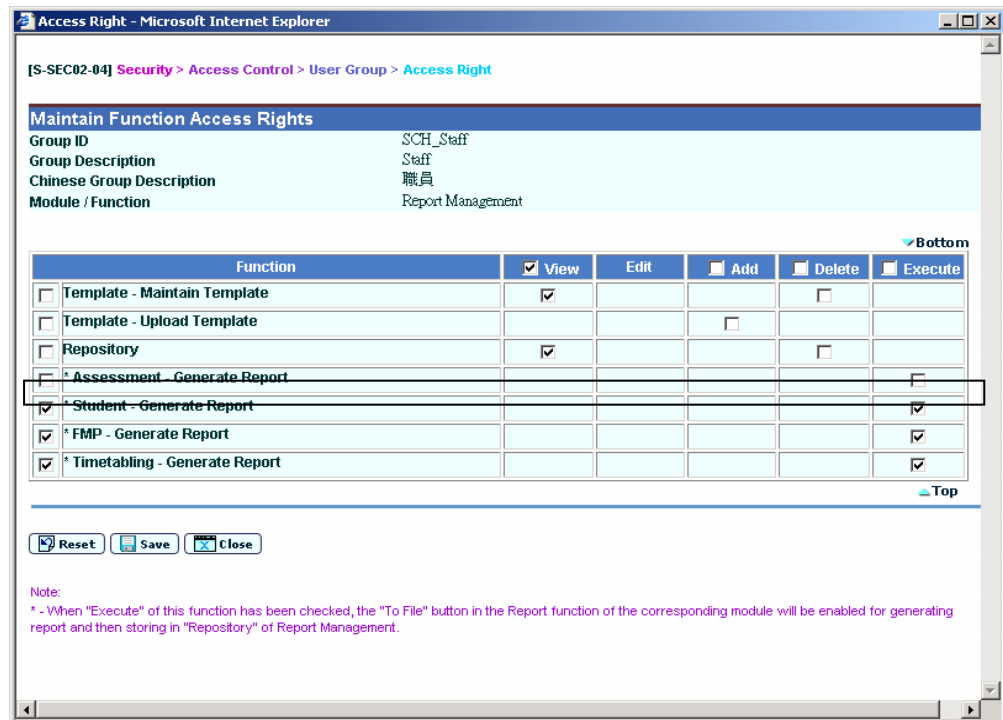 Access Right - Microsoft Internet Explorer
[S-SEC02-04] Security > Access Control > User Group > Access Right
Maintain Function Access Rights
Group ID SCH_Staff
Group Description Staff
Chinese Group Description 職員
Module / Function Report Management
Bottom
Function View Edit Add Delete Execute
Template - Maintain Template
Template - Upload Template
Repository
* Assessment - Generate Report
* Student - Generate Report
* FMP - Generate Report
* Timetabling - Generate Report
Top
Reset Save Close
Note:
* - When "Execute" of this function has been checked, the "To File" button in the Report function of the corresponding module will be enabled for generating
report and then storing in "Repository" of Report Management.